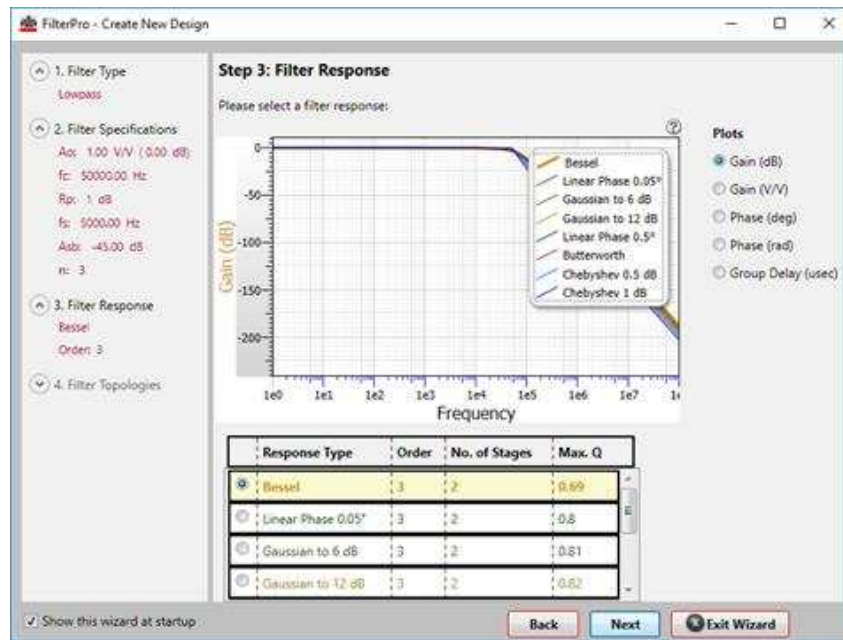 FilterPro - Create New Design
1. Filter Type
Lowpass
2. Filter Specifications
Ao: 1.00 V/V (0.00 dB)
fc: 50000.00 Hz
Rp: 1 dB
fs: 5000.00 Hz
Asb: -45.00 dB
n: 3
3. Filter Response
Bessel
Order: 3
4. Filter Topologies
Step 3: Filter Response
Please select a filter response:
Gain (dB)
0
-50
-100
-150
-200
1e0 1e1 1e2 1e3 1e4 1e5 1e6 1e7
Frequency
Bessel
Linear Phase 0.05°
Gaussian to 6 dB
Gaussian to 12 dB
Linear Phase 0.5°
Butterworth
Chebyshev 0.5 dB
Chebyshev 1 dB
Plots
Gain (dB)
Gain (V/V)
Phase (deg)
Phase (rad)
Group Delay (usec)
Response Type Order No. of Stages Max. Q
Bessel 3 2 0.69
Linear Phase 0.05° 3 2 0.8
Gaussian to 6 dB 3 2 0.81
Gaussian to 12 dB 3 2 0.82
Show this wizard at startup
Back Next Exit Wizard